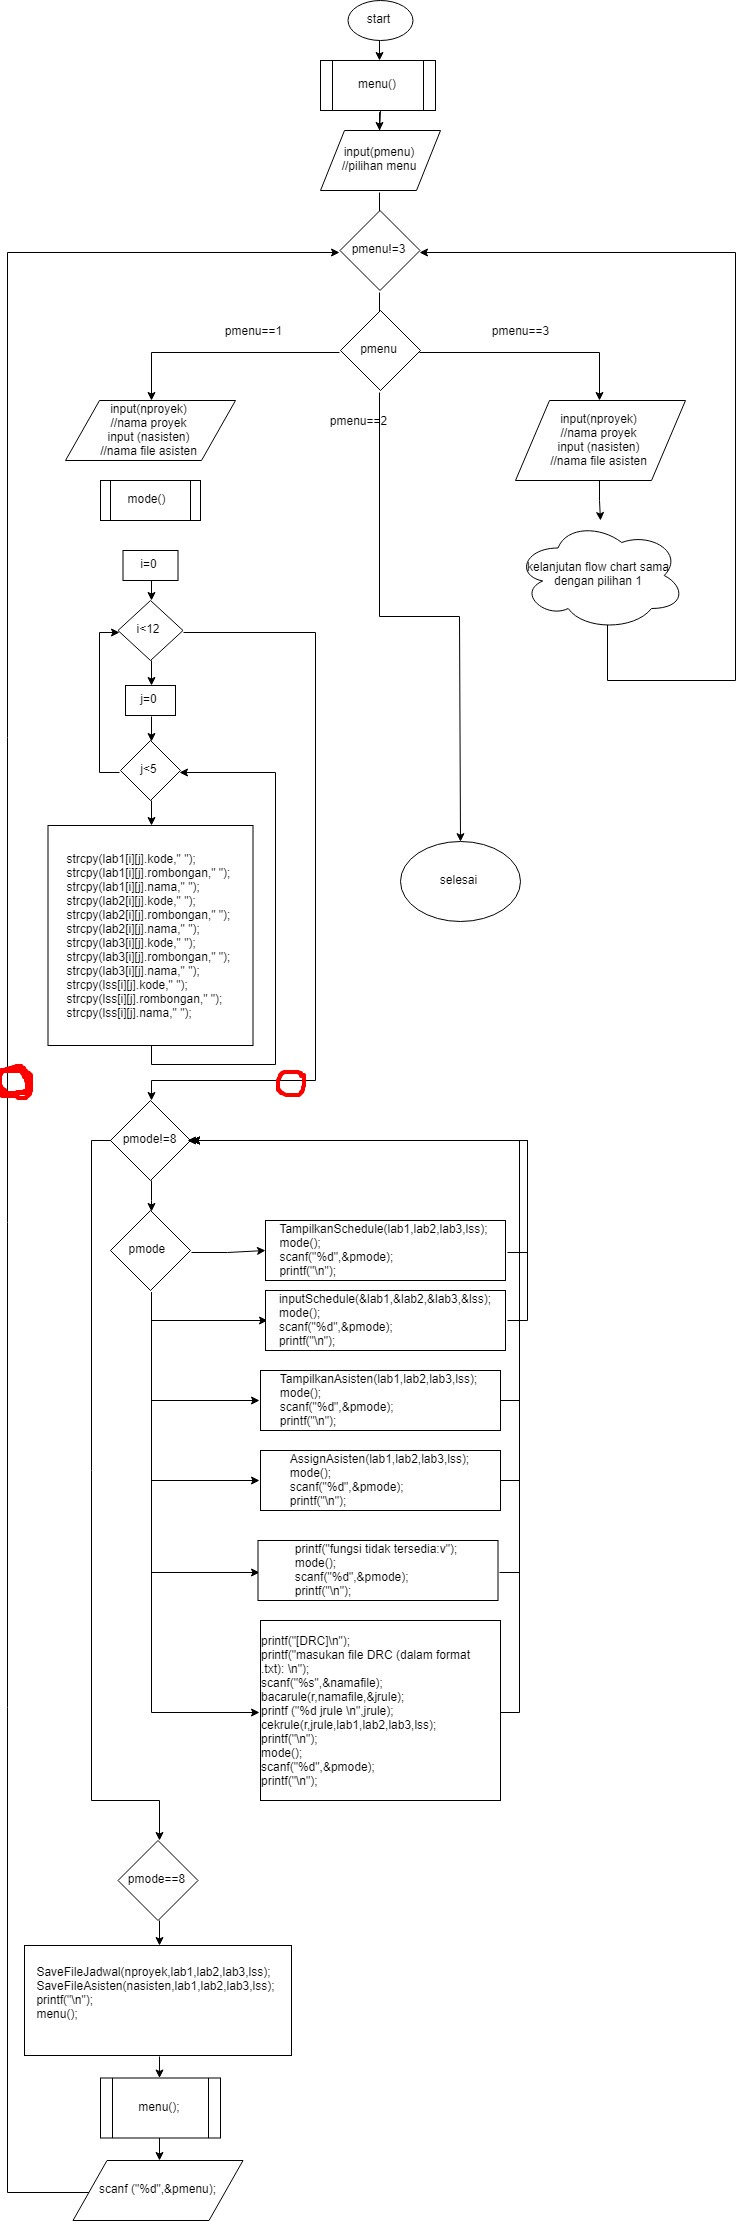 start
menu()
input(pmenu)
//pilihan menu
pmenu!=3
pmenu
pmenu==1
pmenu==3
pmenu==2
input(nproyek)
//nama proyek
input (nasisten)
//nama file asisten
input(nproyek)
//nama proyek
input (nasisten)
//nama file asisten
mode()
kelanjutan flow chart sama
dengan pilihan 1
i=0
i<12
j=0
j<5
strcpy(lab1[i][j].kode," ");
strcpy(lab1[i][j].rombongan," ");
strcpy(lab1[i][j].nama," ");
strcpy(lab2[i][j].kode," ");
strcpy(lab2[i][j].rombongan," ");
strcpy(lab2[i][j].nama," ");
strcpy(lab3[i][j].kode," ");
strcpy(lab3[i][j].rombongan," ");
strcpy(lab3[i][j].nama," ");
strcpy(lss[i][j].kode," ");
strcpy(lss[i][j].rombongan," ");
strcpy(lss[i][j].nama," ");
selesai
pmode!=8
pmode
TampilkanSchedule(lab1,lab2,lab3,lss);
mode();
scanf("%d",&pmode);
printf("\n");
inputSchedule(&lab1,&lab2,&lab3,&lss);
mode();
scanf("%d",&pmode);
printf("\n");
TampilkanAsisten(lab1,lab2,lab3,lss);
mode();
scanf("%d",&pmode);
printf("\n");
AssignAsisten(lab1,lab2,lab3,lss);
mode();
scanf("%d",&pmode);
printf("\n");
printf("fungsi tidak tersedia:v");
mode();
scanf("%d",&pmode);
printf("\n");
printf("[DRC]\n");
printf("masukan file DRC (dalam format
.txt): \n");
scanf("%s",&namafile);
bacarule(r,namafile,&jrule);
printf ("%d jrule \n",jrule);
cekrule(r,jrule,lab1,lab2,lab3,lss);
printf("\n");
mode();
scanf("%d",&pmode);
printf("\n");
pmode==8
SaveFileJadwal(nproyek,lab1,lab2,lab3,lss);
SaveFileAsisten(nasisten,lab1,lab2,lab3,lss);
printf("\n");
menu();
menu();
scanf ("%d",&pmenu);